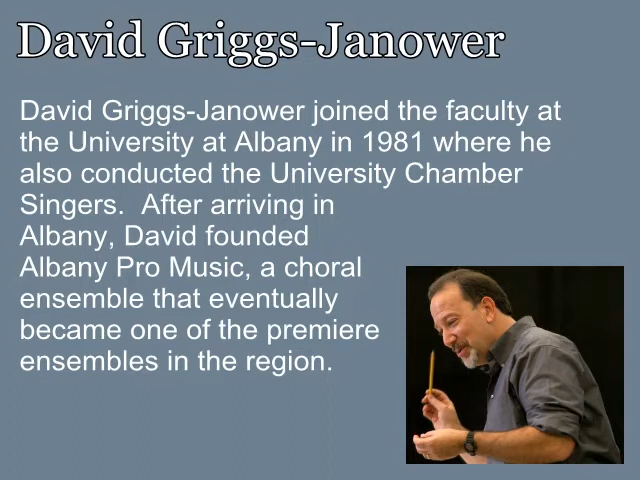 David Griggs-Janower
David Griggs-Janower joined the faculty at
the University at Albany in 1981 where he
also conducted the University Chamber
Singers.  After arriving in
Albany, David founded
Albany Pro Music, a choral
ensemble that eventually
became one of the premiere
ensembles in the region.